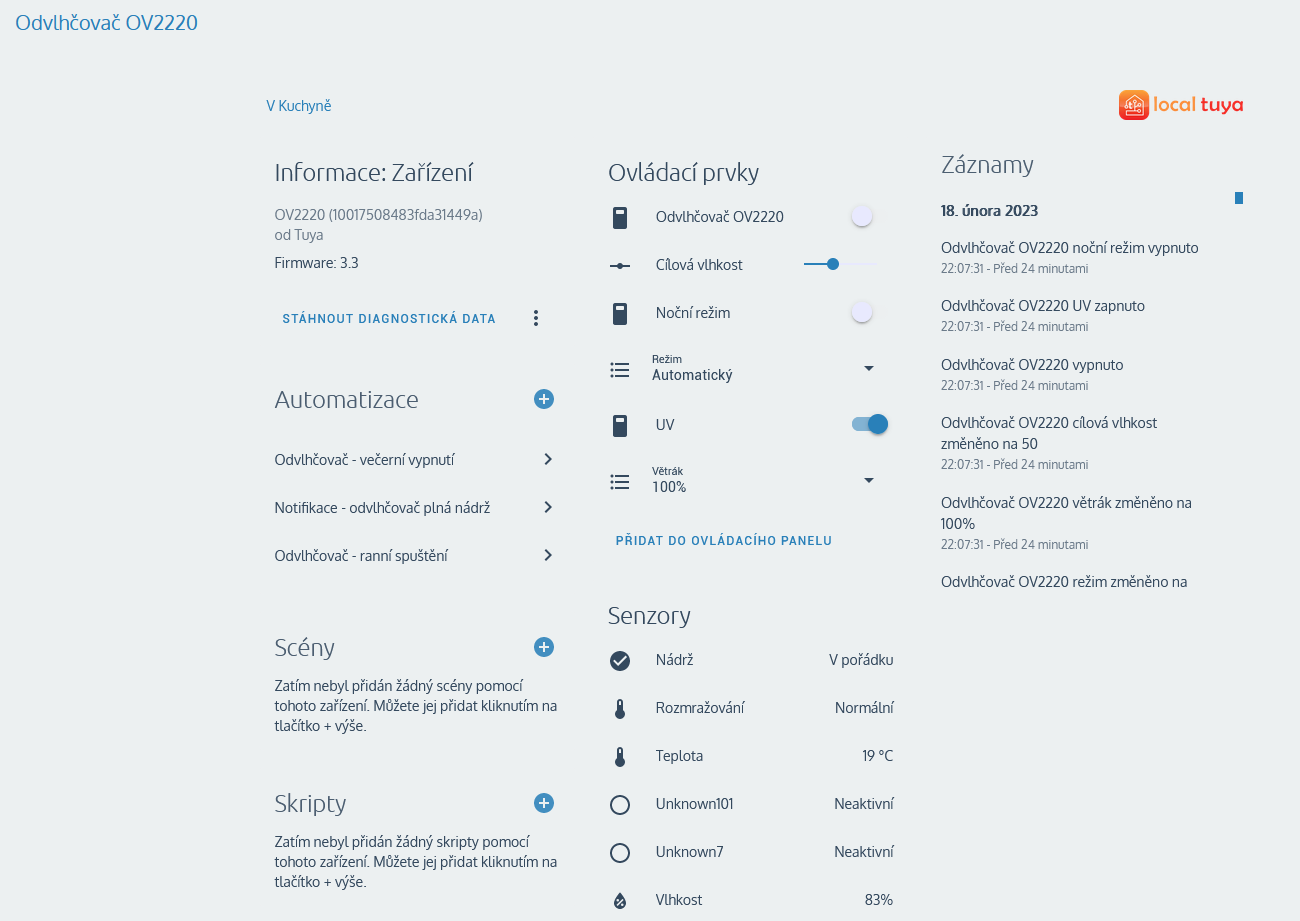 Odvlhčovač OV2220
V Kuchyně
local tuya
Informace: Zařízení
OV2220 (10017508483fda31449a)
od Tuya
Firmware: 3.3
STÁHNOUT DIAGNOSTICKÁ DATA
Automatizace
Odvlhčovač - večerní vypnutí
Notifikace - odvlhčovač plná nádrž
Odvlhčovač - ranní spuštění
Scény
Zatím nebyl přidán žádný scény pomocí
tohoto zařízení. Můžete jej přidat kliknutím na
tlačítko + výše.
Skripty
Zatím nebyl přidán žádný skripty pomocí
tohoto zařízení. Můžete jej přidat kliknutím na
tlačítko + výše.
Ovládací prvky
Odvlhčovač OV2220
Cílová vlhkost
Noční režim
Režim
Automatický
UV
Větrák
100%
PŘIDAT DO OVLÁDACÍHO PANELU
Senzory
Nádrž V pořádku
Rozmražování Normální
Teplota 19 °C
Unknown101 Neaktivní
Unknown7 Neaktivní
Vlhkost 83%
Záznamy
18. února 2023
Odvlhčovač OV2220 noční režim vypnuto
22:07:31 - Před 24 minutami
Odvlhčovač OV2220 UV zapnuto
22:07:31 - Před 24 minutami
Odvlhčovač OV2220 vypnuto
22:07:31 - Před 24 minutami
Odvlhčovač OV2220 cílová vlhkost
změněno na 50
22:07:31 - Před 24 minutami
Odvlhčovač OV2220 větrák změněno na
100%
22:07:31 - Před 24 minutami
Odvlhčovač OV2220 režim změněno na